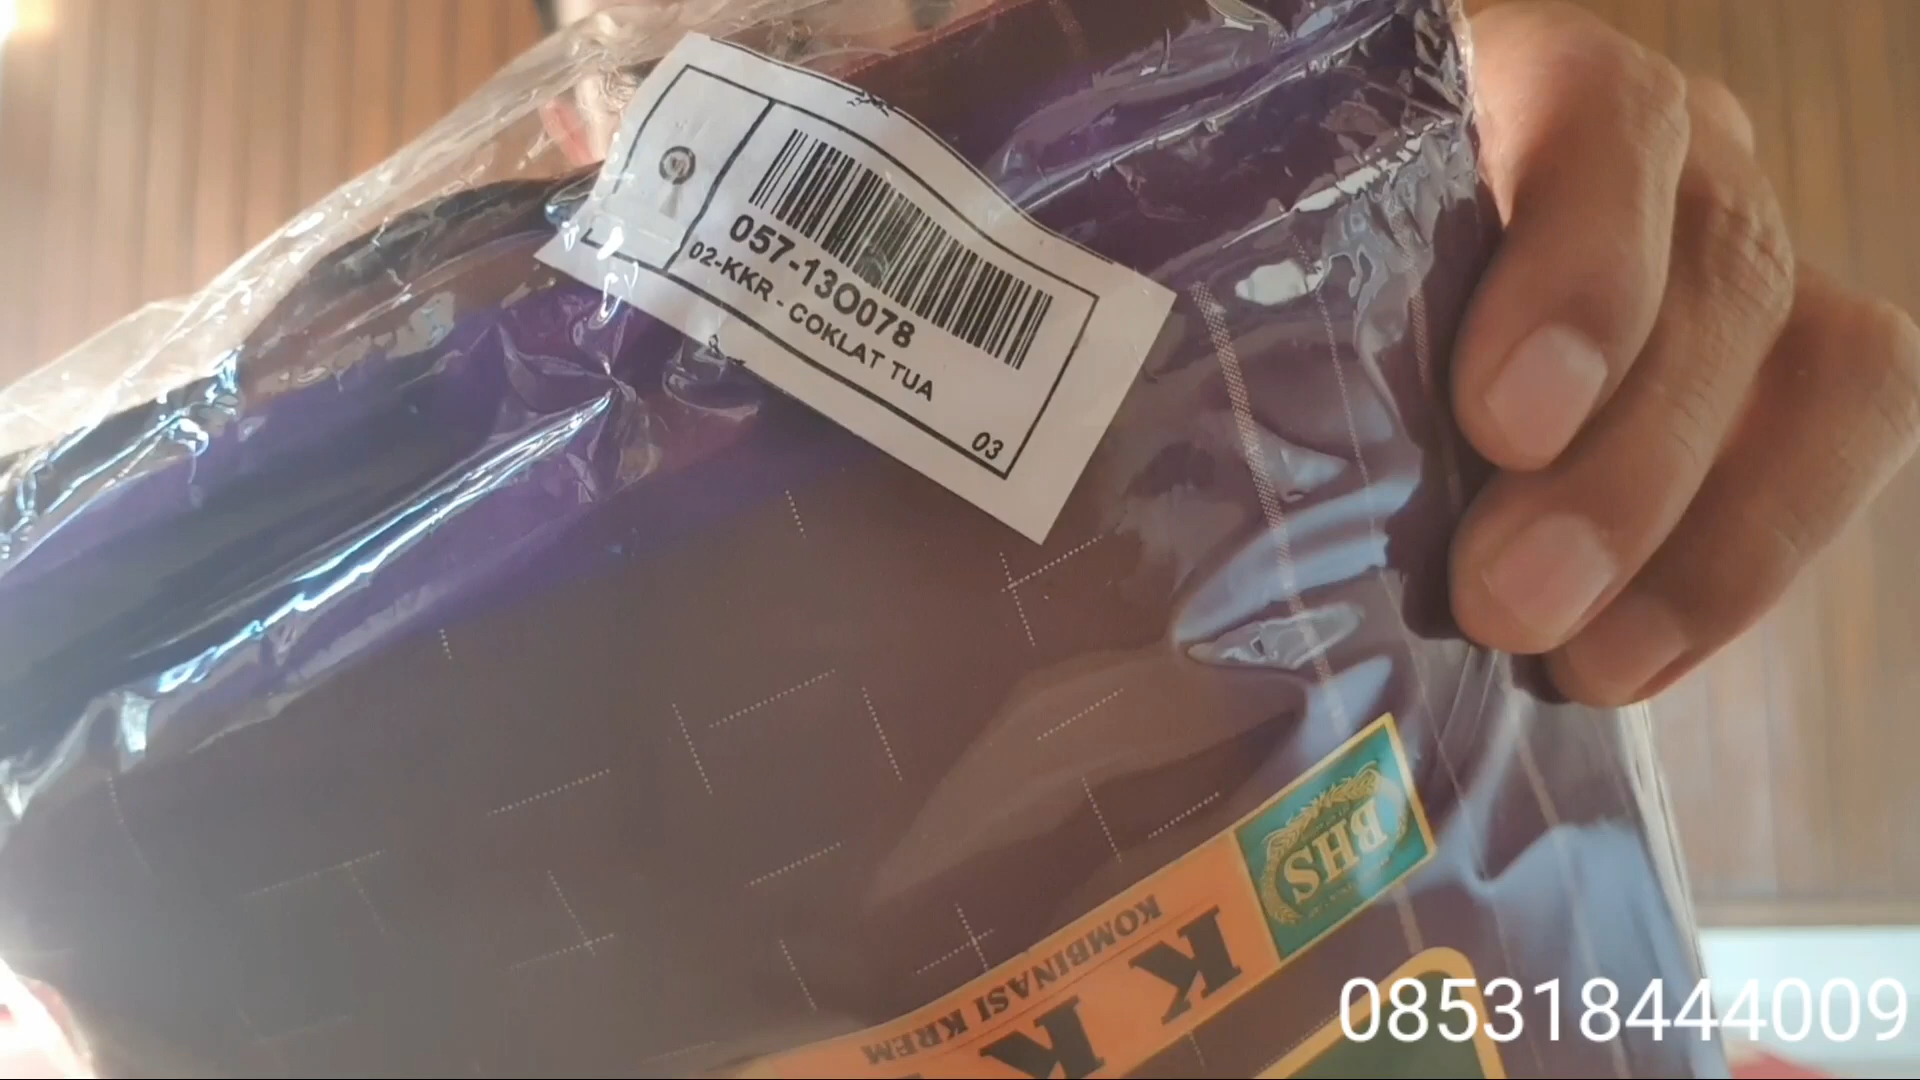 057-13O078
02-KKR - COKLAT TUA
03
BHS
K K
KOMBINASI KREM
085318444009